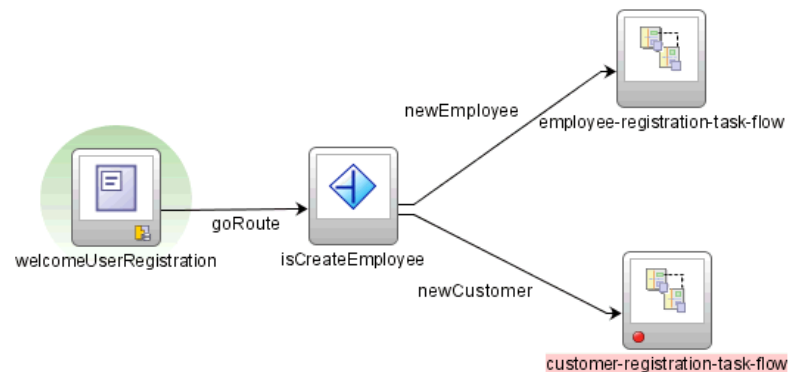 newEmployee
employee-registration-task-flow
goRoute
welcomeUserRegistration
isCreateEmployee
newCustomer
customer-registration-task-flow